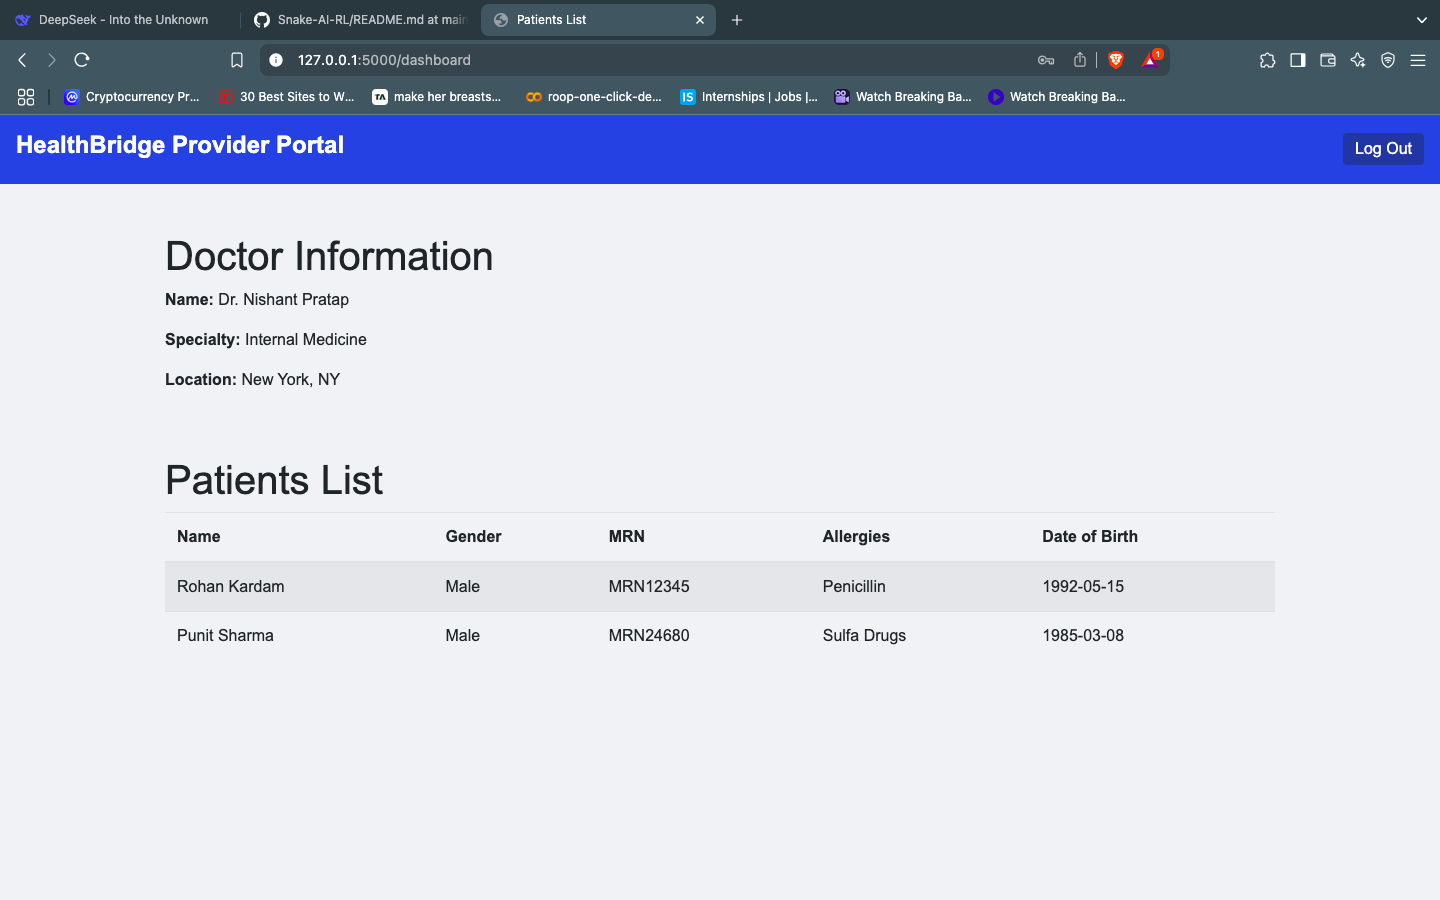 DeepSeek - Into the Unknown
Snake-AI-RL/README.md at main
Patients List
127.0.0.1:5000/dashboard
1
Cryptocurrency Pr...
30 Best Sites to W...
TA make her breasts...
roop-one-click-de...
IS Internships | Jobs |...
Watch Breaking Ba...
Watch Breaking Ba...
HealthBridge Provider Portal
Log Out
Doctor Information
Name: Dr. Nishant Pratap
Specialty: Internal Medicine
Location: New York, NY
Patients List
Name Gender MRN Allergies Date of Birth
Rohan Kardam Male MRN12345 Penicillin 1992-05-15
Punit Sharma Male MRN24680 Sulfa Drugs 1985-03-08